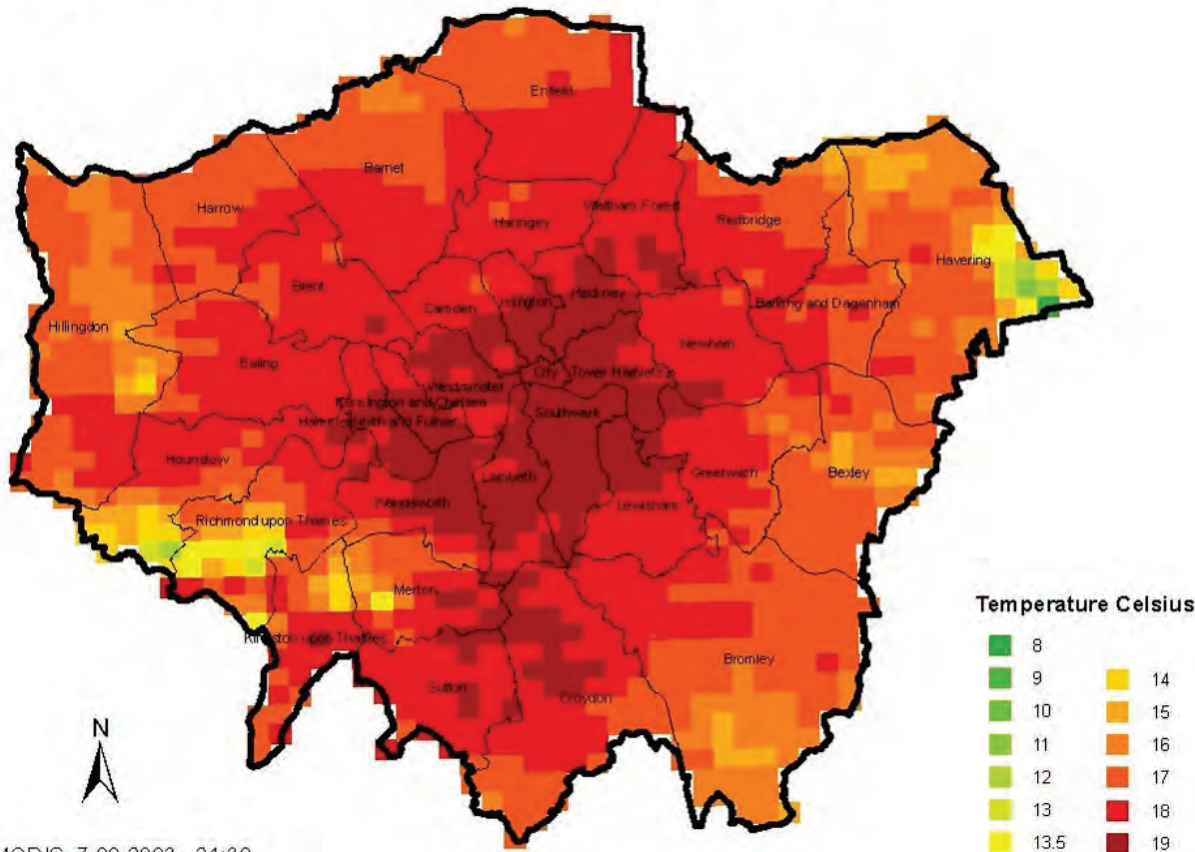 Enfield
Barnet
Harrow
Haringey
Waltham Forest
Redbridge
Havering
Brent
Camden
Islington
Hackney
Barking and Dagenham
Hillingdon
Ealing
Newham
City
Tower Hamlets
Westminster
Kensington and Chelsea
Southwark
Hammersmith and Fulham
Hounslow
Lambeth
Greenwich
Bexley
Wandsworth
Lewisham
Richmond upon Thames
Merton
Kingston upon Thames
Bromley
Sutton
Croydon
N
Temperature Celsius
8
9
10
11
12
13
13.5
14
15
16
17
18
19